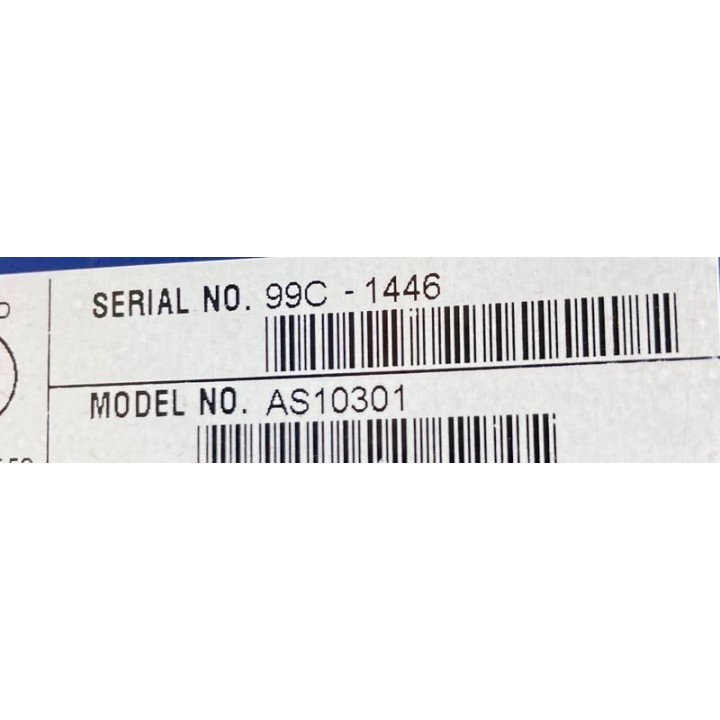 SERIAL NO. 99C - 1446
MODEL NO. AS10301